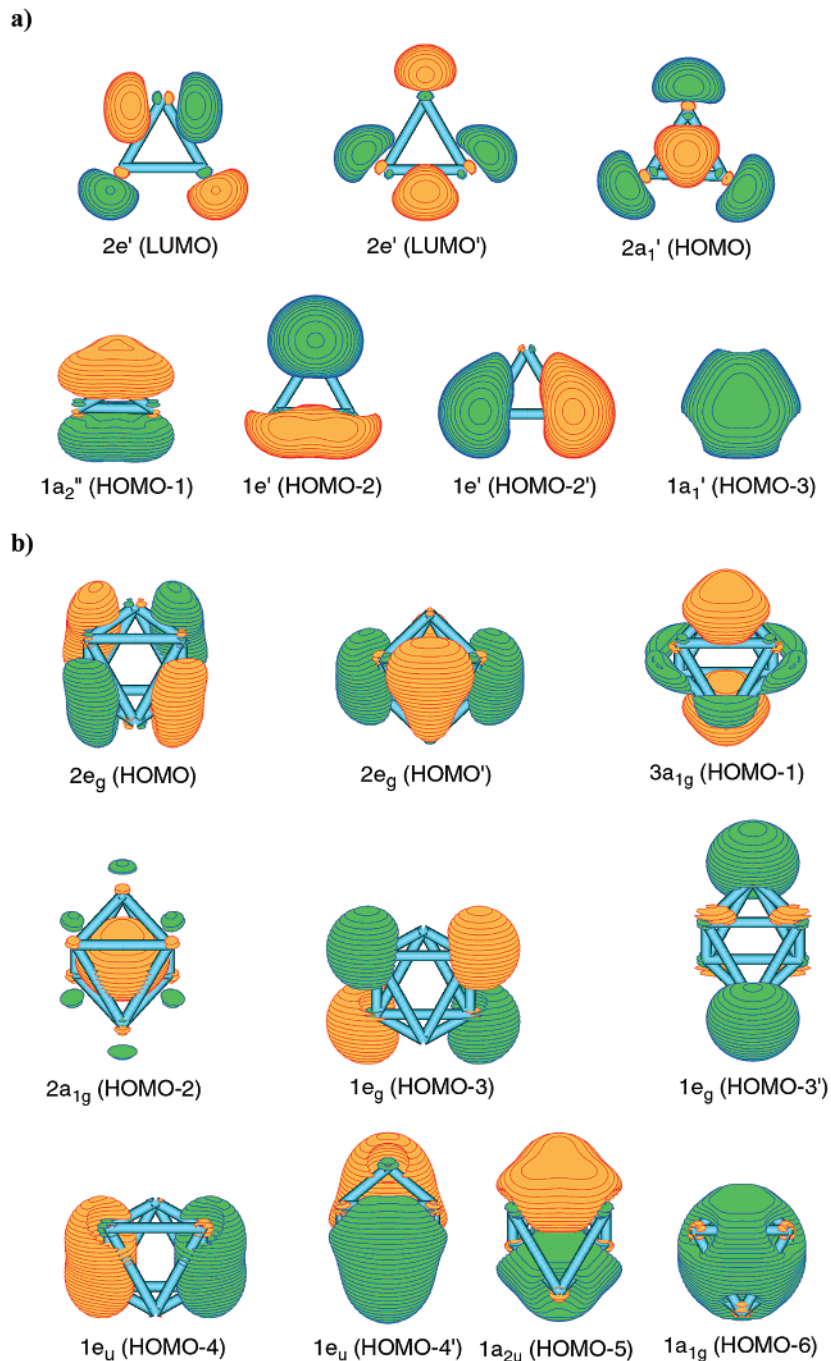 a)
2e' (LUMO) 2e' (LUMO') 2a1' (HOMO)
1a2" (HOMO-1) 1e' (HOMO-2) 1e' (HOMO-2') 1a1' (HOMO-3)
b)
2eg (HOMO) 2eg (HOMO') 3a1g (HOMO-1)
2a1g (HOMO-2) 1eg (HOMO-3) 1eg (HOMO-3')
1eu (HOMO-4) 1eu (HOMO-4') 1a2u (HOMO-5) 1a1g (HOMO-6)